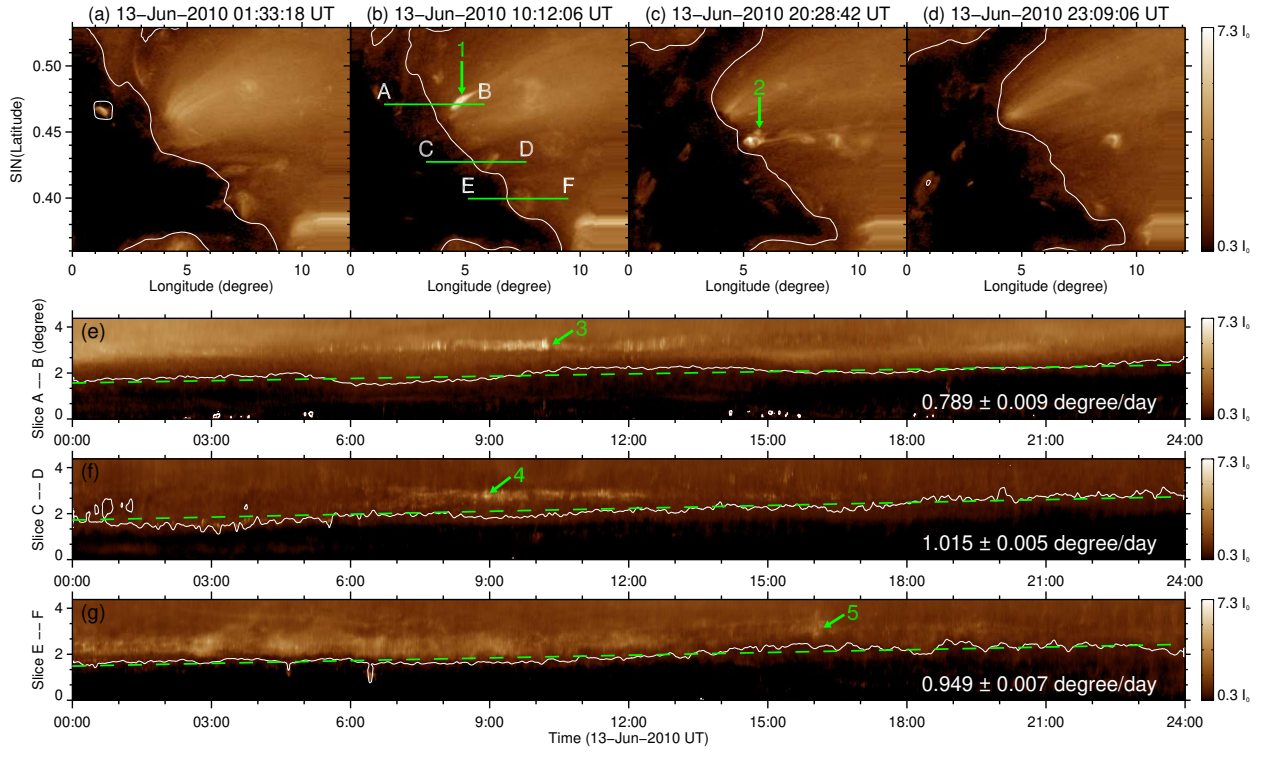 (a) 13-Jun-2010 01:33:18 UT
(b) 13-Jun-2010 10:12:06 UT
(c) 13-Jun-2010 20:28:42 UT
(d) 13-Jun-2010 23:09:06 UT
SIN(Latitude)
0.50
0.45
0.40
1
A
B
C
D
E
F
2
7.3 I₀
0.3 I₀
0 5 10
0 5 10
0 5 10
0 5 10
Longitude (degree)
Longitude (degree)
Longitude (degree)
Longitude (degree)
Slice A --- B (degree)
4
2
0
(e)
3
0.789 ± 0.009 degree/day
7.3 I₀
0.3 I₀
00:00 03:00 06:00 09:00 12:00 15:00 18:00 21:00 24:00
Slice C --- D
4
2
0
(f)
4
1.015 ± 0.005 degree/day
7.3 I₀
0.3 I₀
00:00 03:00 6:00 9:00 12:00 15:00 18:00 21:00 24:00
Slice E --- F
4
2
0
(g)
5
0.949 ± 0.007 degree/day
7.3 I₀
0.3 I₀
00:00 03:00 6:00 9:00 12:00 15:00 18:00 21:00 24:00
Time (13-Jun-2010 UT)